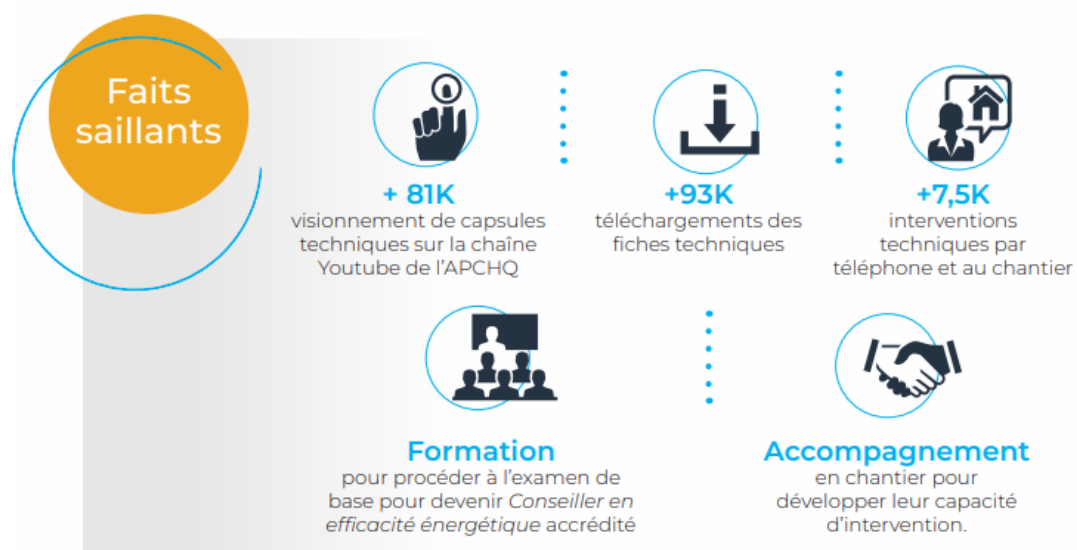 Faits
saillants
+ 81K
visionnement de capsules
techniques sur la chaîne
Youtube de l'APCHQ
+93K
téléchargements des
fiches techniques
+7,5K
interventions
techniques par
téléphone et au chantier
Formation
pour procéder à l'examen de
base pour devenir Conseiller en
efficacité énergétique accrédité
Accompagnement
en chantier pour
développer leur capacité
d'intervention.